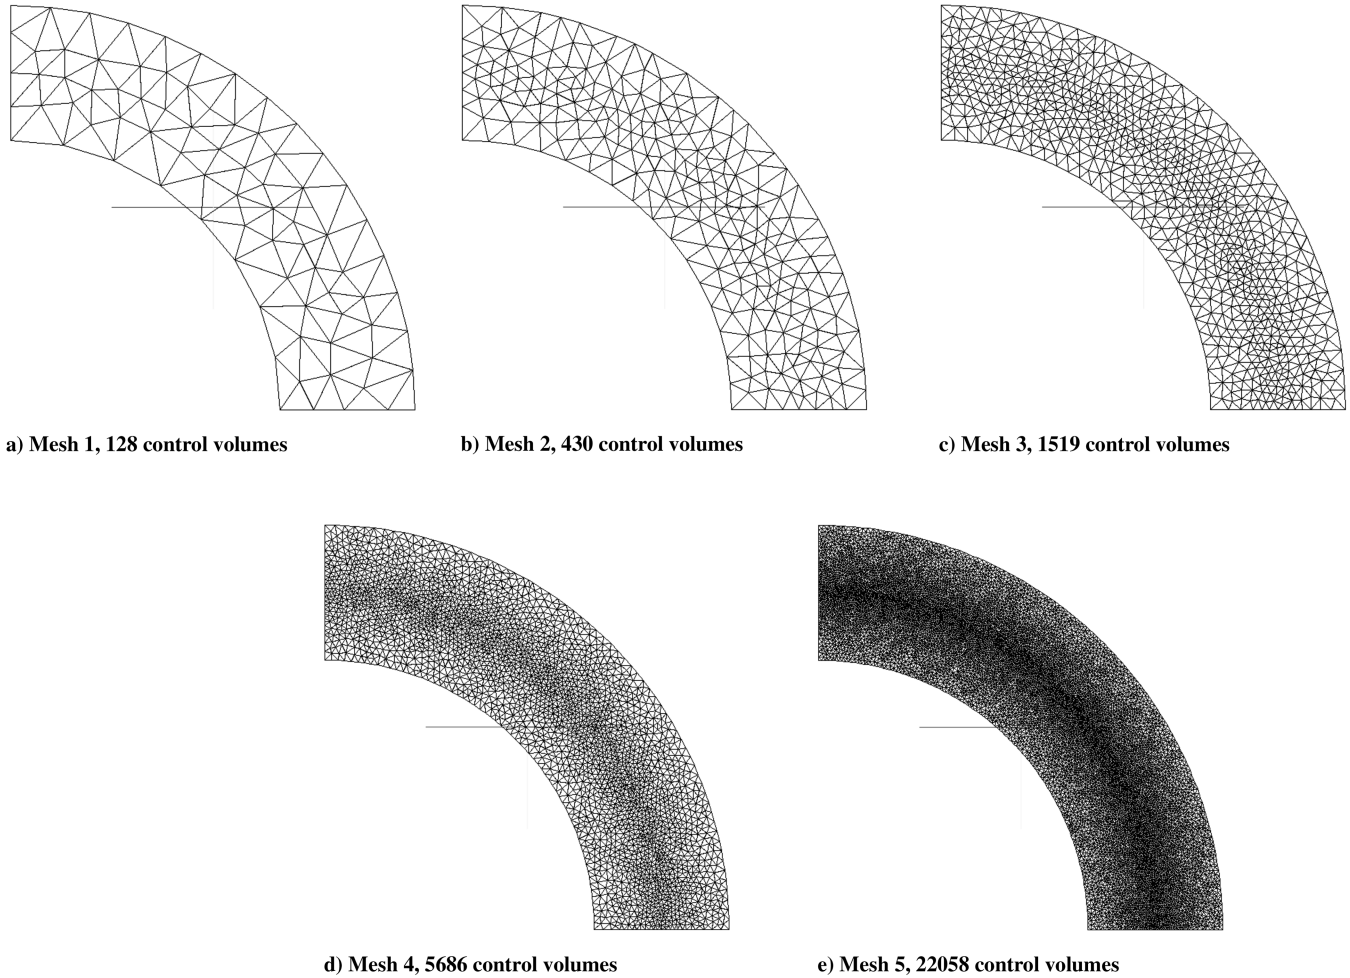 a) Mesh 1, 128 control volumes
b) Mesh 2, 430 control volumes
c) Mesh 3, 1519 control volumes
d) Mesh 4, 5686 control volumes
e) Mesh 5, 22058 control volumes